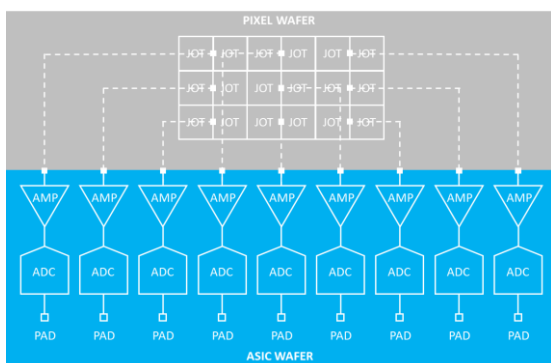 PIXEL WAFER
JOT JOT JOT JOT JOT JOT
JOT JOT JOT JOT JOT JOT
JOT JOT JOT JOT JOT JOT
AMP AMP AMP AMP AMP AMP AMP AMP AMP
ADC ADC ADC ADC ADC ADC ADC ADC ADC
PAD PAD PAD PAD PAD PAD PAD PAD PAD
ASIC WAFER